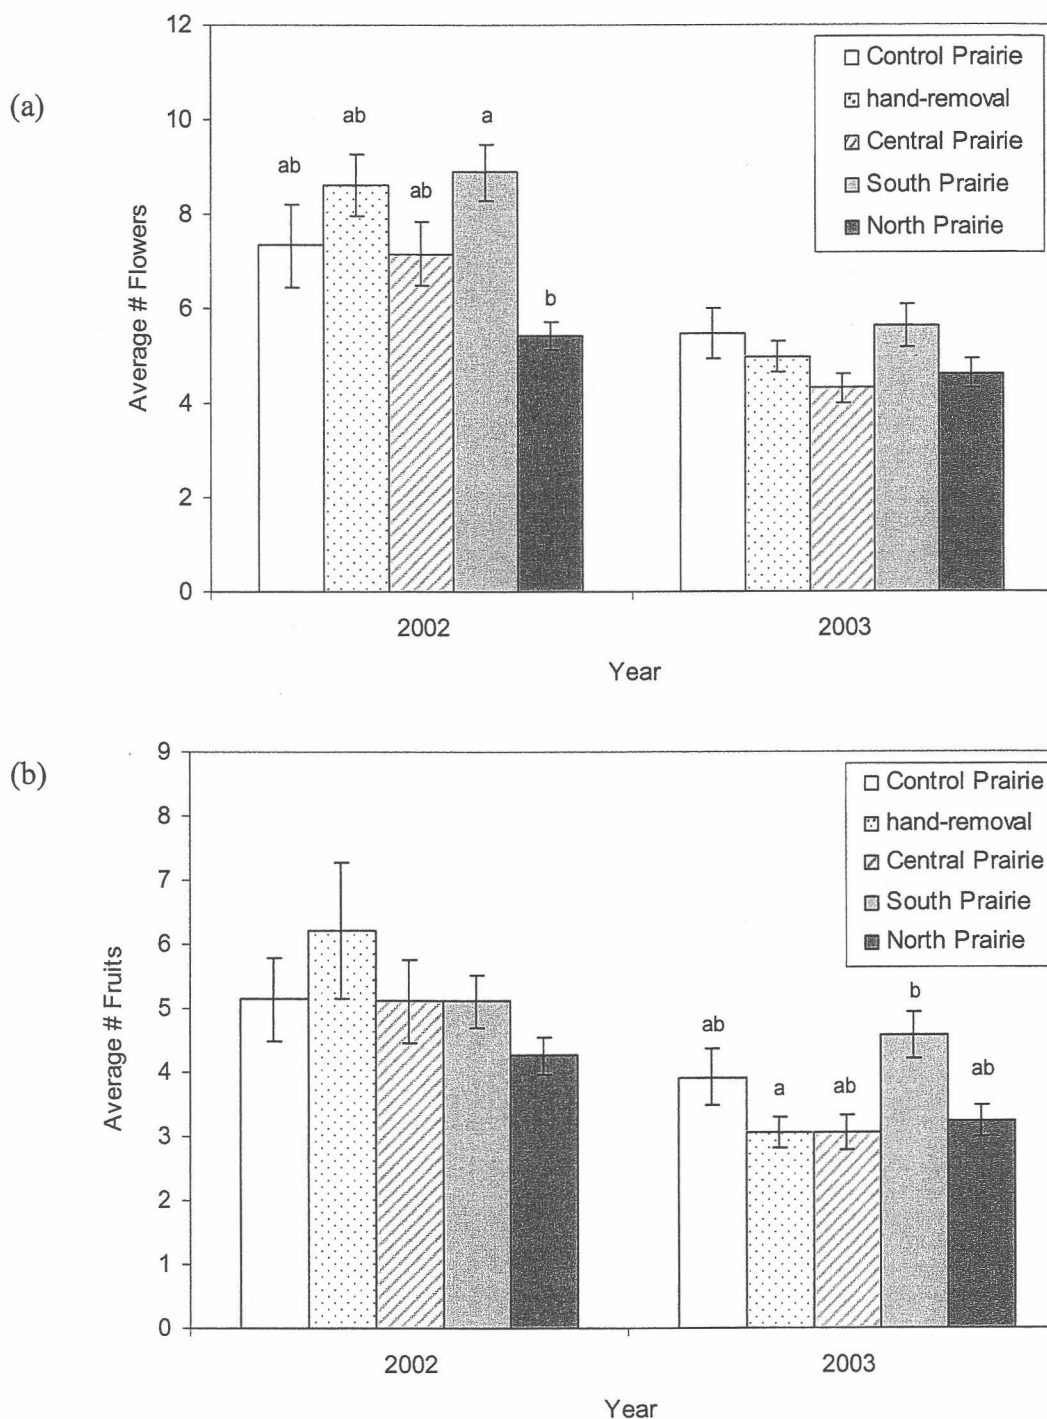 (a)
12
10
8
6
4
2
0
Average # Flowers
ab
ab
ab
a
b
Control Prairie
hand-removal
Central Prairie
South Prairie
North Prairie
2002
2003
Year
(b)
9
8
7
6
5
4
3
2
1
0
Average # Fruits
Control Prairie
hand-removal
Central Prairie
South Prairie
North Prairie
ab
a
ab
b
ab
2002
2003
Year